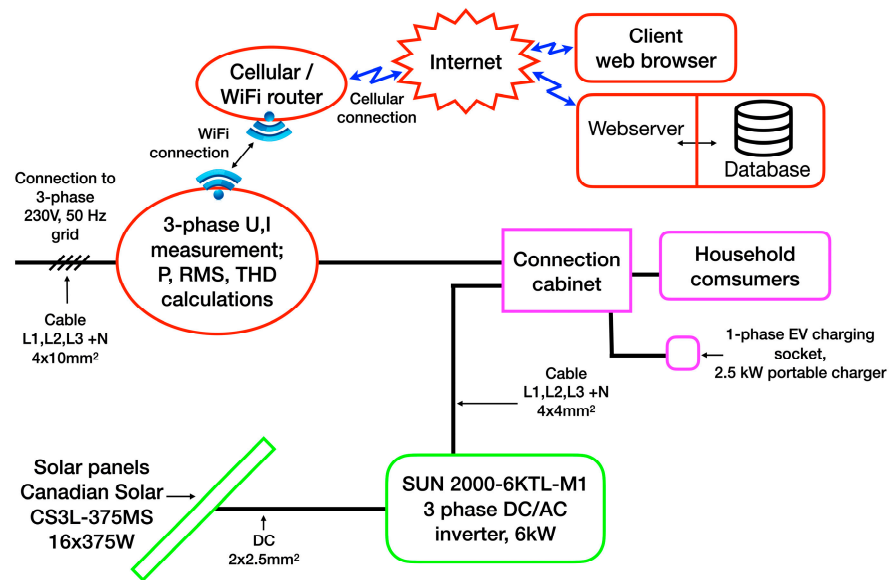 Cellular /
WiFi router
Internet
Client
web browser
Cellular
connection
WiFi
connection
Webserver
Database
Connection to
3-phase
230V, 50 Hz
grid
3-phase U,I
measurement;
P, RMS, THD
calculations
Connection
cabinet
Household
comsumers
Cable
L1,L2,L3 +N
4x10mm²
1-phase EV charging
socket,
2.5 kW portable charger
Cable
L1,L2,L3 +N
4x4mm²
Solar panels
Canadian Solar
CS3L-375MS
16x375W
DC
2x2.5mm²
SUN 2000-6KTL-M1
3 phase DC/AC
inverter, 6kW